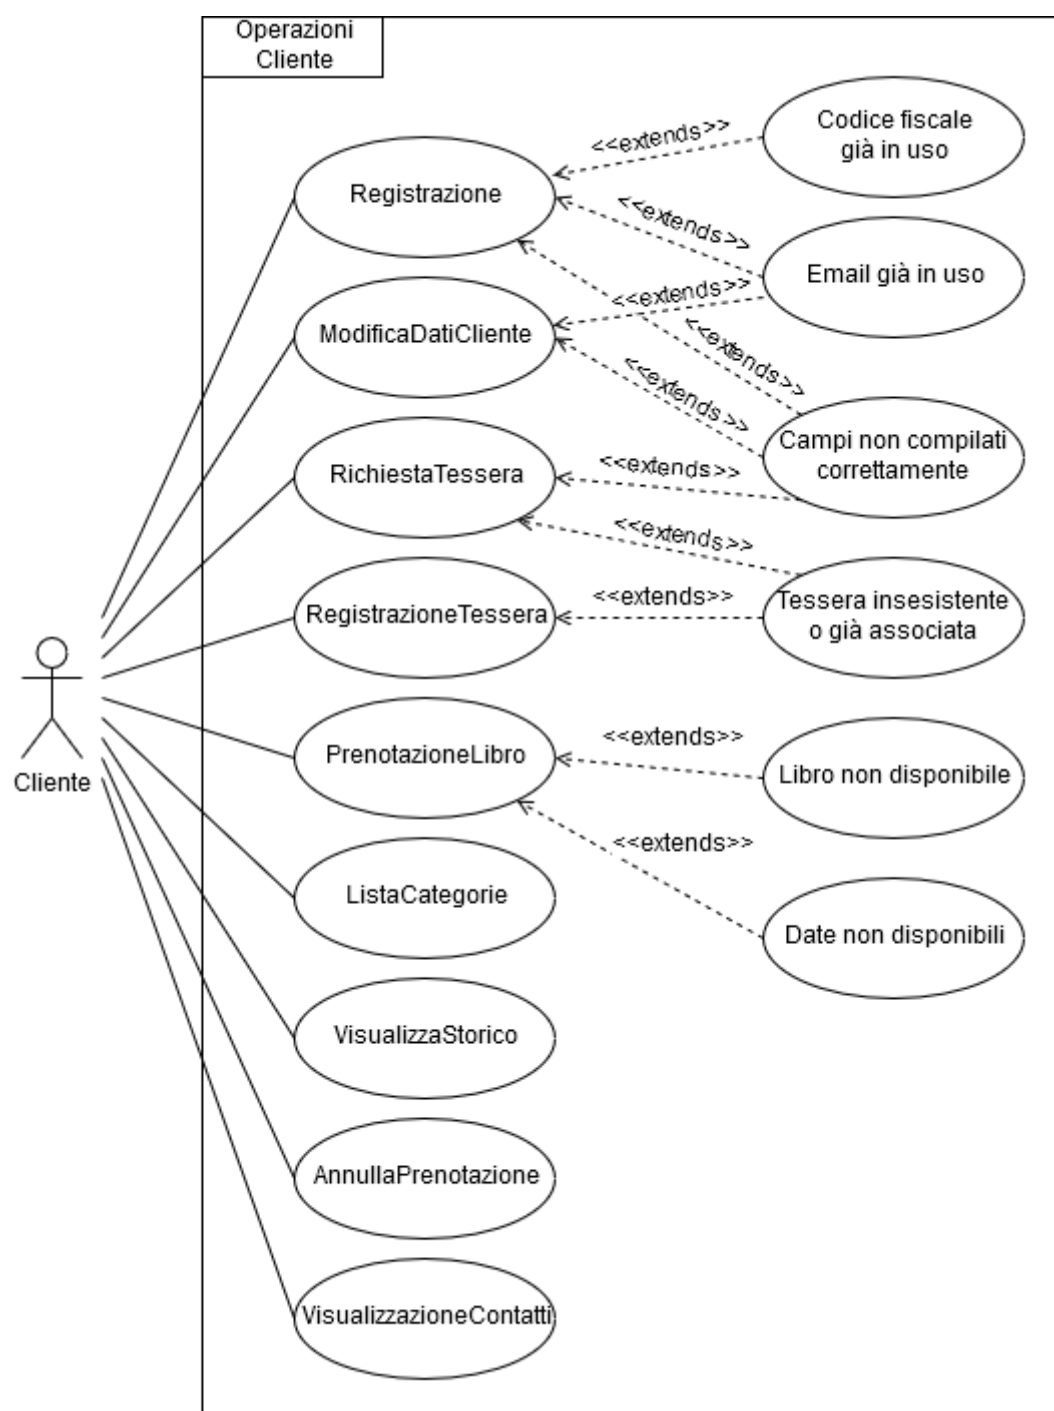 Operazioni
Cliente
Codice fiscale
già in uso
<<extends>>
Registrazione
<<extends>>
Email già in uso
<<extends>>
ModificaDatiCliente
<<extends>>
<<extends>>
Campi non compilati
correttamente
RichiestaTessera
<<extends>>
<<extends>>
Tessera insesistente
o già associata
RegistrazioneTessera
<<extends>>
Cliente
PrenotazioneLibro
<<extends>>
Libro non disponibile
<<extends>>
ListaCategorie
Date non disponibili
VisualizzaStorico
AnnullaPrenotazione
VisualizzazioneContatti